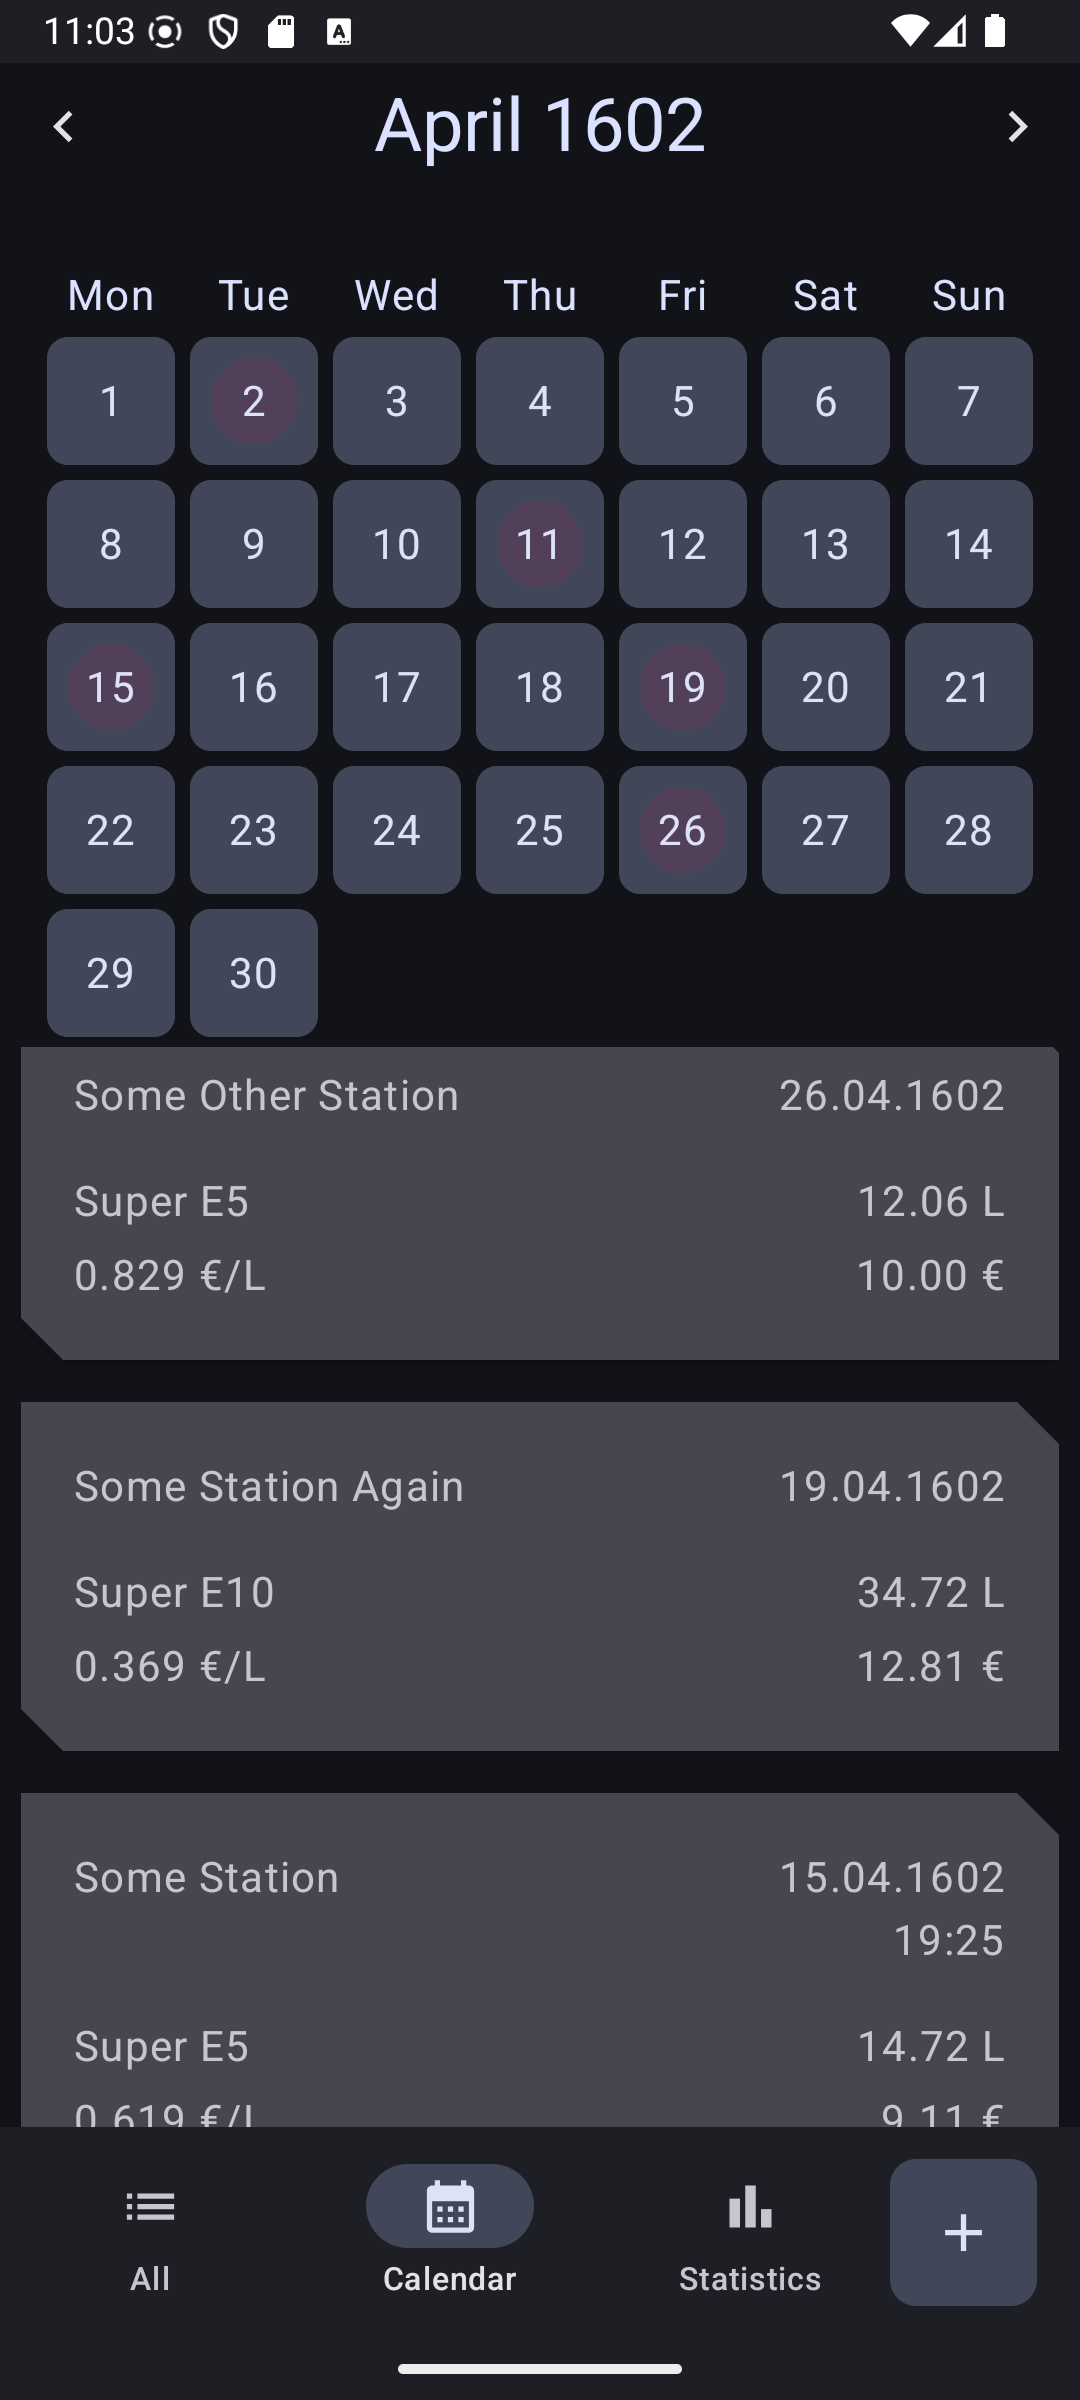 11:03
April 1602
Mon Tue Wed Thu Fri Sat Sun
1 2 3 4 5 6 7
8 9 10 11 12 13 14
15 16 17 18 19 20 21
22 23 24 25 26 27 28
29 30
Some Other Station 26.04.1602
Super E5 12.06 L
0.829 €/L 10.00 €
Some Station Again 19.04.1602
Super E10 34.72 L
0.369 €/L 12.81 €
Some Station 15.04.1602
19:25
Super E5 14.72 L
0.619 €/L 9.11 €
All Calendar Statistics